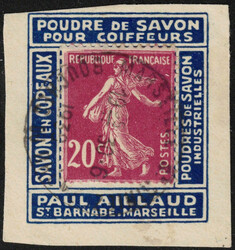 POUDRE DE SAVON
POUR COIFFEURS
SAVON EN COPEAUX
REPUBLIQUE FRANÇAISE
20c
POSTES
POUDRES DE SAVON
INDUSTRIELLES
PAUL AILLAUD
ST BARNABÉ. MARSEILLE